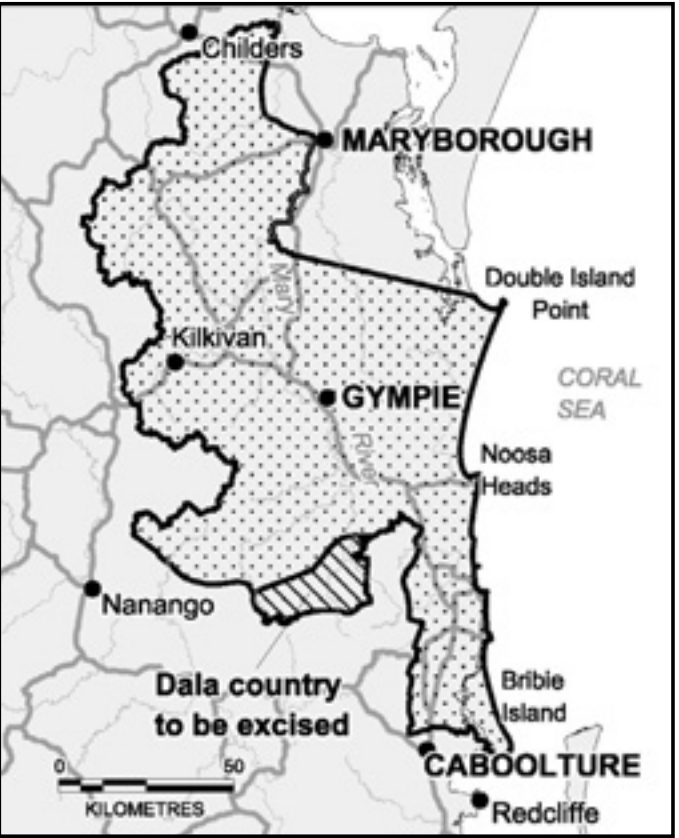 Childers
MARYBOROUGH
Double Island
Point
Mary
Kilkivan
CORAL
SEA
GYMPIE
River
Noosa
Heads
Nanango
Dala country
to be excised
Bribie
Island
CABOOLTURE
0 50
KILOMETRES
Redcliffe